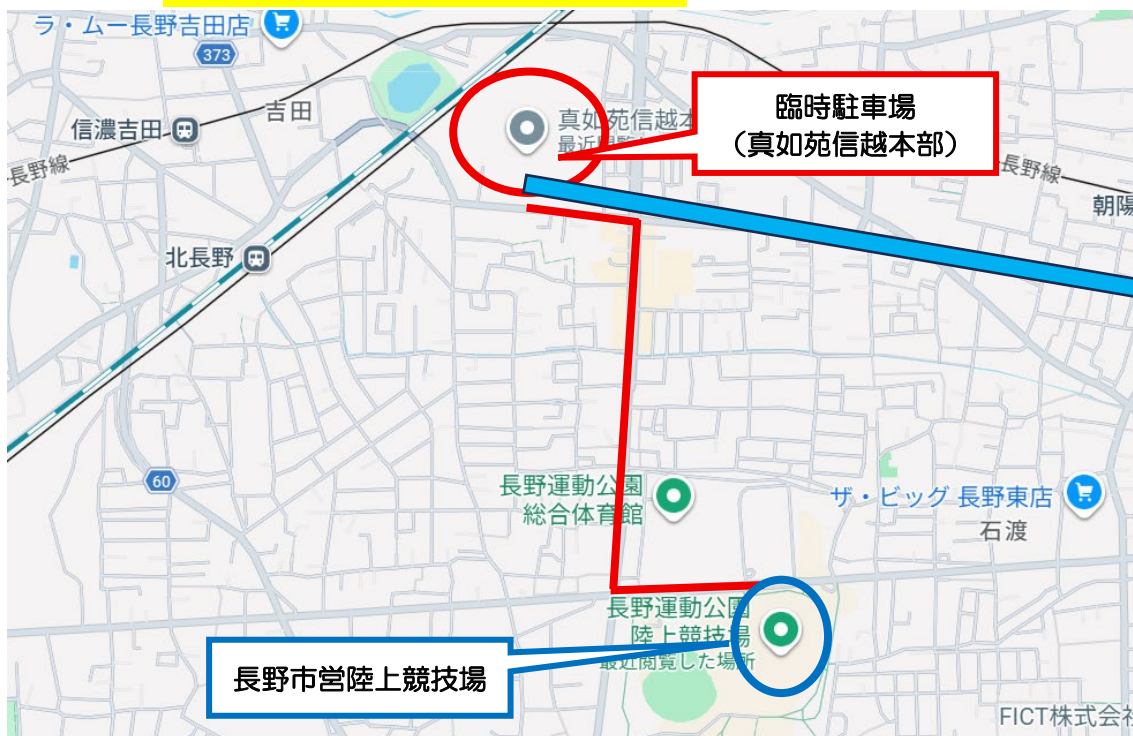 ラ・ムー長野吉田店
373
吉田
信濃吉田
長野線
真如苑信越本
最近閲覧
臨時駐車場
（真如苑信越本部）
長野線
朝陽
北長野
60
長野運動公園
総合体育館
ザ・ビッグ 長野東店
石渡
長野運動公園
陸上競技場
最近閲覧した場所
長野市営陸上競技場
FICT株式会社